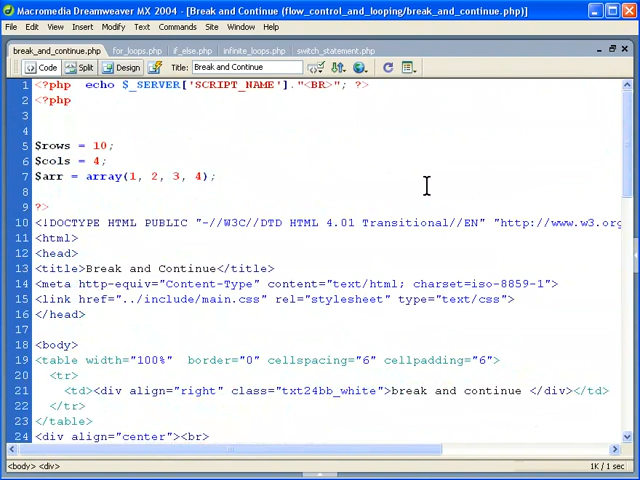 Macromedia Dreamweaver MX 2004 - [Break and Continue (flow_control_and_looping/break_and_continue.php)]
File Edit View Insert Modify Text Commands Site Window Help
break_and_continue.php for_loops.php if_else.php infinite_loops.php switch_statement.php
Code Split Design Title: Break and Continue
1 <?php echo $_SERVER['SCRIPT_NAME']."<BR>"; ?>
2 <?php
3
4
5 $rows = 10;
6 $cols = 4;
7 $arr = array(1, 2, 3, 4);
8
9 ?>
10 <!DOCTYPE HTML PUBLIC "-//W3C//DTD HTML 4.01 Transitional//EN" "http://www.w3.org
11 <html>
12 <head>
13 <title>Break and Continue</title>
14 <meta http-equiv="Content-Type" content="text/html; charset=iso-8859-1">
15 <link href="../include/main.css" rel="stylesheet" type="text/css">
16 </head>
17
18 <body>
19 <table width="100%" border="0" cellspacing="6" cellpadding="6">
20 <tr>
21 <td><div align="right" class="txt24bb_white">break and continue </div></td>
22 </tr>
23 </table>
24 <div align="center"><br>
<body> <div> 1K / 1 sec